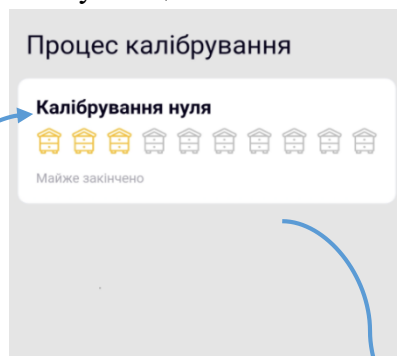 Процес калібрування
Калібрування нуля
Майже закінчено